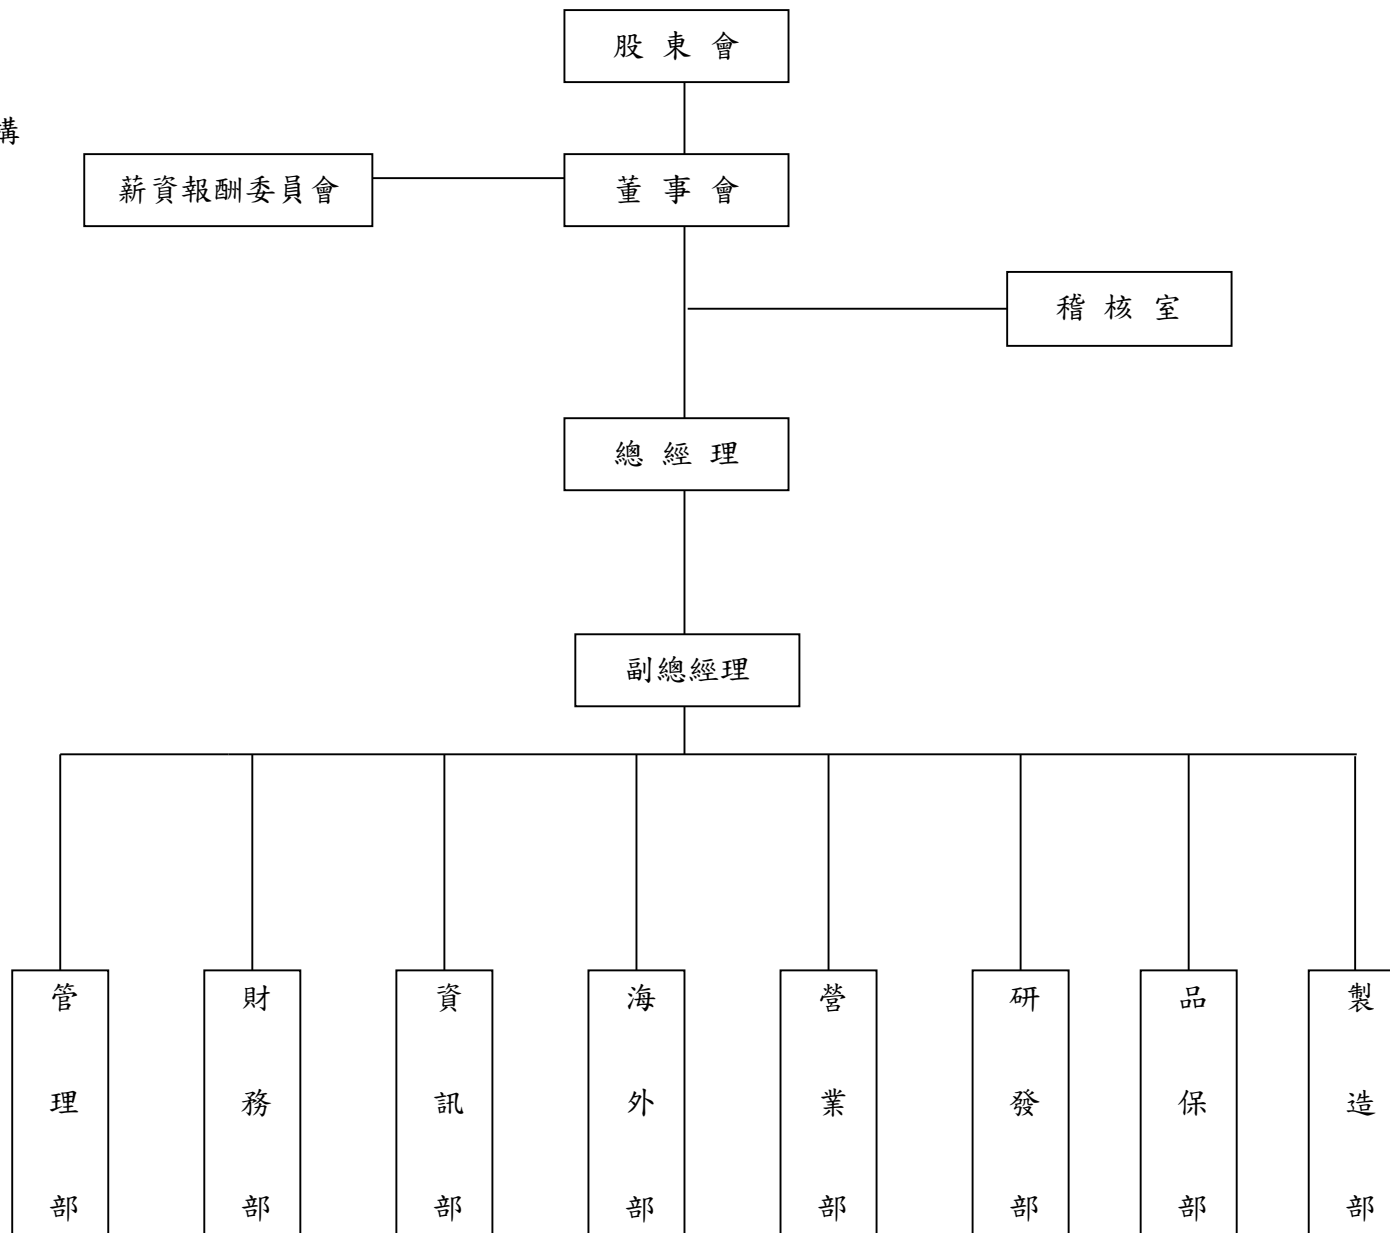 股東會
構
薪資報酬委員會
董事會
稽核室
總經理
副總經理
管理部
財務部
資訊部
海外部
營業部
研發部
品保部
製造部